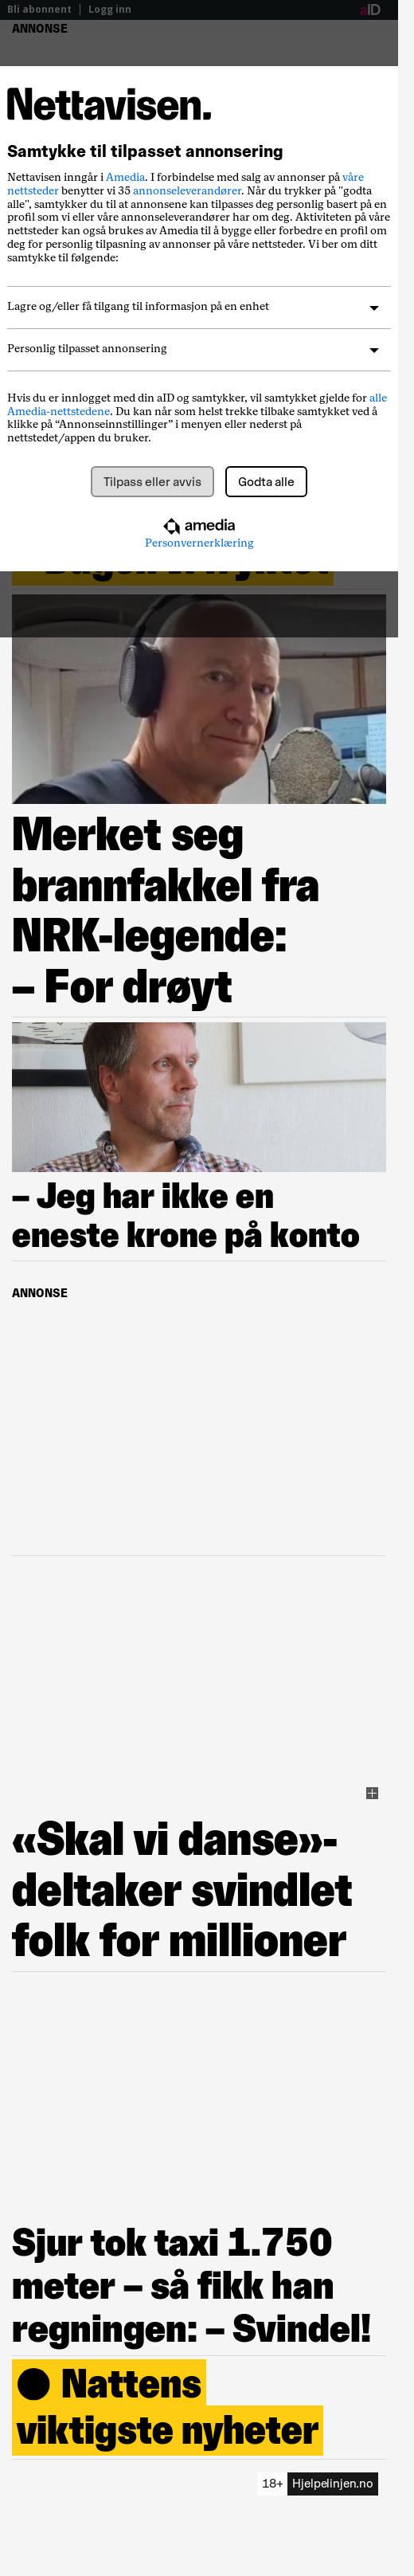 Bli abonnent | Logg inn
aID
ANNONSE
Nettavisen.
Samtykke til tilpasset annonsering
Nettavisen inngår i Amedia. I forbindelse med salg av annonser på våre
nettsteder benytter vi 35 annonseleverandører. Når du trykker på "godta
alle", samtykker du til at annonsene kan tilpasses deg personlig basert på en
profil som vi eller våre annonseleverandører har om deg. Aktiviteten på våre
nettsteder kan også brukes av Amedia til å bygge eller forbedre en profil om
deg for personlig tilpasning av annonser på våre nettsteder. Vi ber om ditt
samtykke til følgende:
Lagre og/eller få tilgang til informasjon på en enhet
Personlig tilpasset annonsering
Hvis du er innlogget med din aID og samtykker, vil samtykket gjelde for alle
Amedia-nettstedene. Du kan når som helst trekke tilbake samtykket ved å
klikke på “Annonseinnstillinger” i menyen eller nederst på
nettstedet/appen du bruker.
Tilpass eller avvis
Godta alle
amedia
Personvernerklæring
Merket seg
brannfakkel fra
NRK-legende:
– For drøyt
– Jeg har ikke en
eneste krone på konto
ANNONSE
«Skal vi danse»-
deltaker svindlet
folk for millioner
Sjur tok taxi 1.750
meter – så fikk han
regningen: – Svindel!
● Nattens
viktigste nyheter
18+ Hjelpelinjen.no